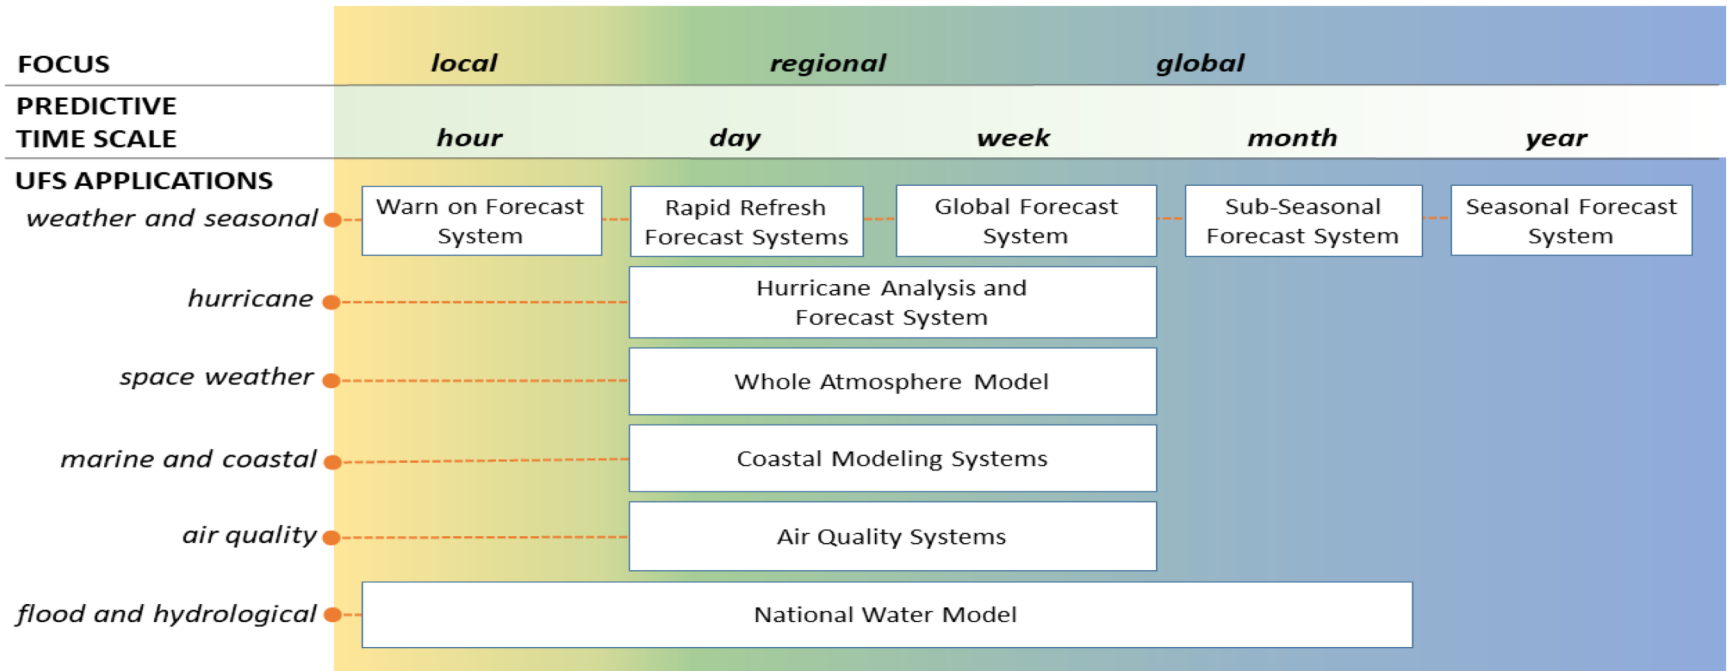 FOCUS local regional global
PREDICTIVE
TIME SCALE hour day week month year
UFS APPLICATIONS
weather and seasonal
Warn on Forecast
System
Rapid Refresh
Forecast Systems
Global Forecast
System
Sub-Seasonal
Forecast System
Seasonal Forecast
System
hurricane
Hurricane Analysis and
Forecast System
space weather
Whole Atmosphere Model
marine and coastal
Coastal Modeling Systems
air quality
Air Quality Systems
flood and hydrological
National Water Model